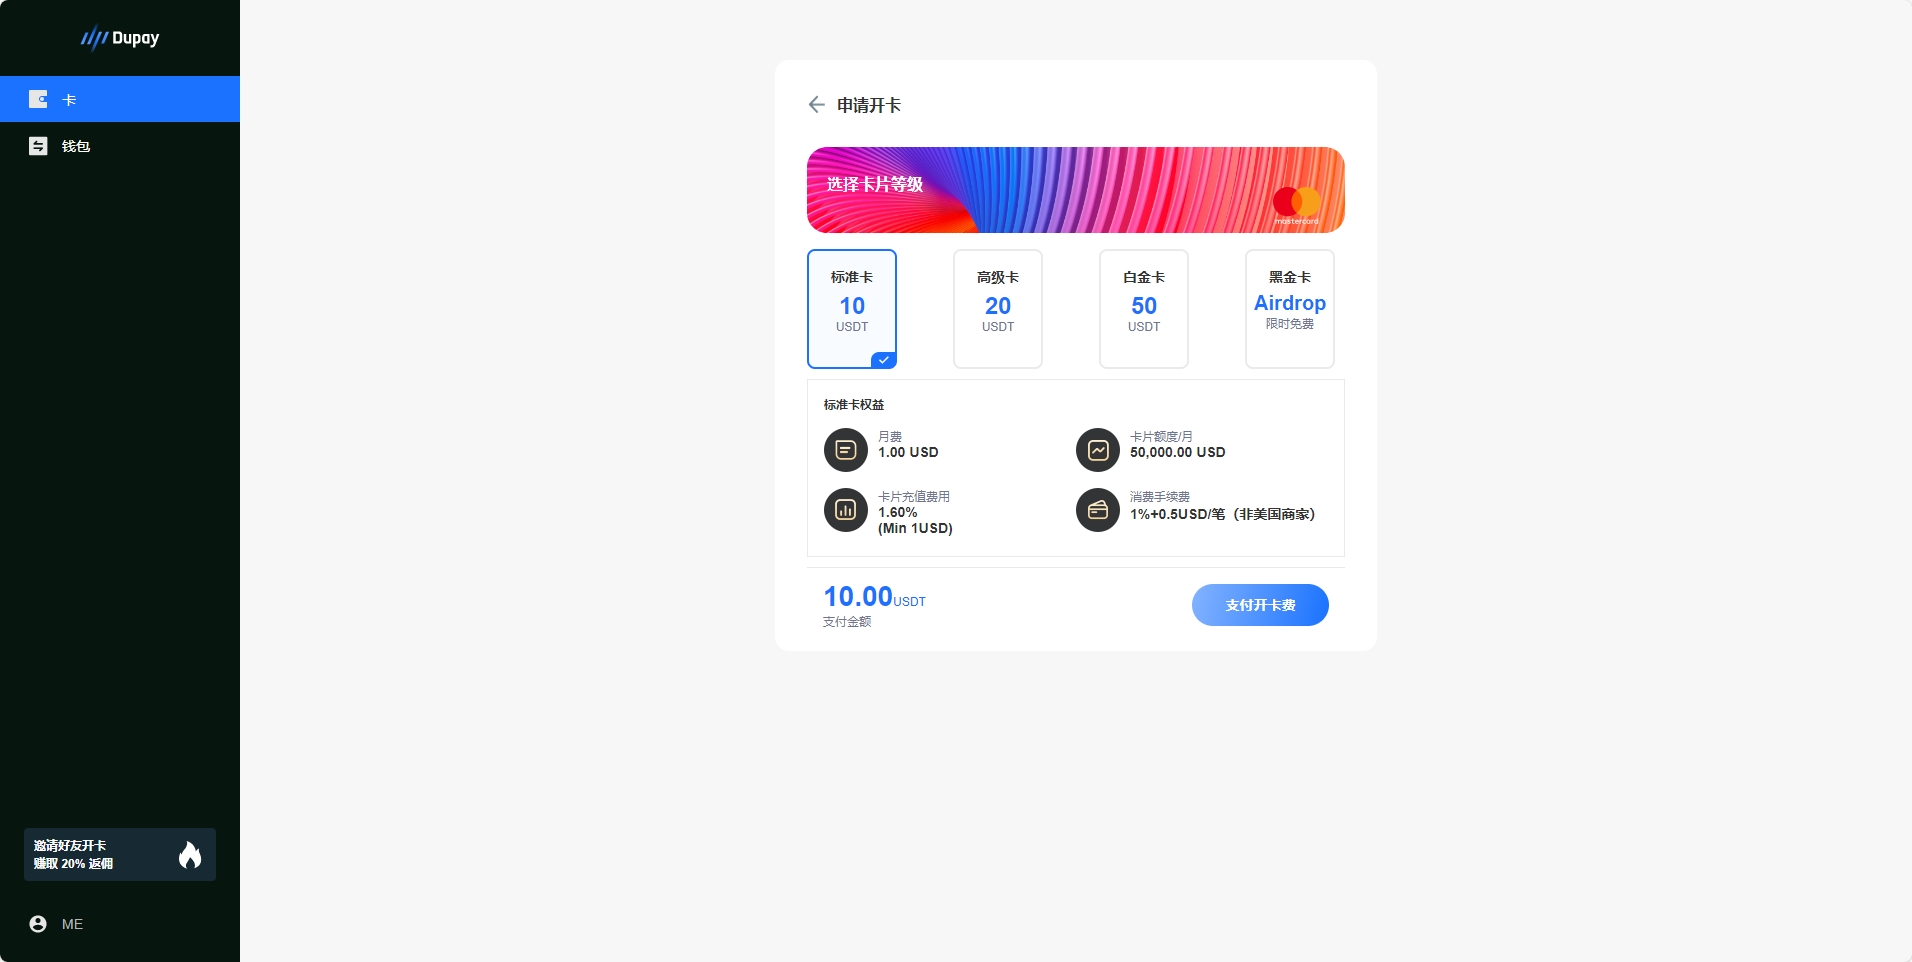 Dupay
卡
钱包
邀请好友开卡
赚取 20% 返佣
ME
申请开卡
选择卡片等级
mastercard
标准卡
10
USDT
高级卡
20
USDT
白金卡
50
USDT
黑金卡
Airdrop
限时免费
标准卡权益
月费
1.00 USD
卡片额度/月
50,000.00 USD
卡片充值费用
1.60%
(Min 1USD)
消费手续费
1%+0.5USD/笔（非美国商家）
10.00USDT
支付金额
支付开卡费